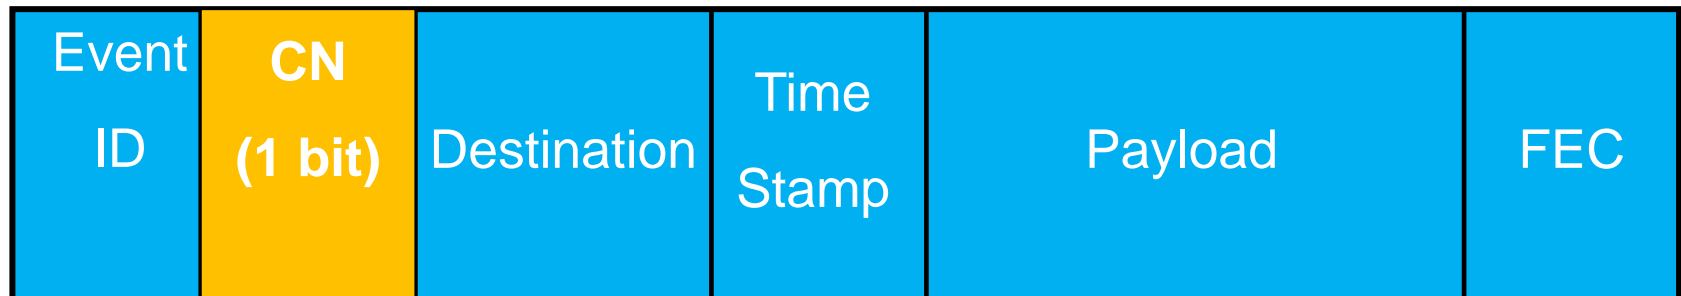 Event
ID
CN
(1 bit)
Destination
Time
Stamp
Payload
FEC